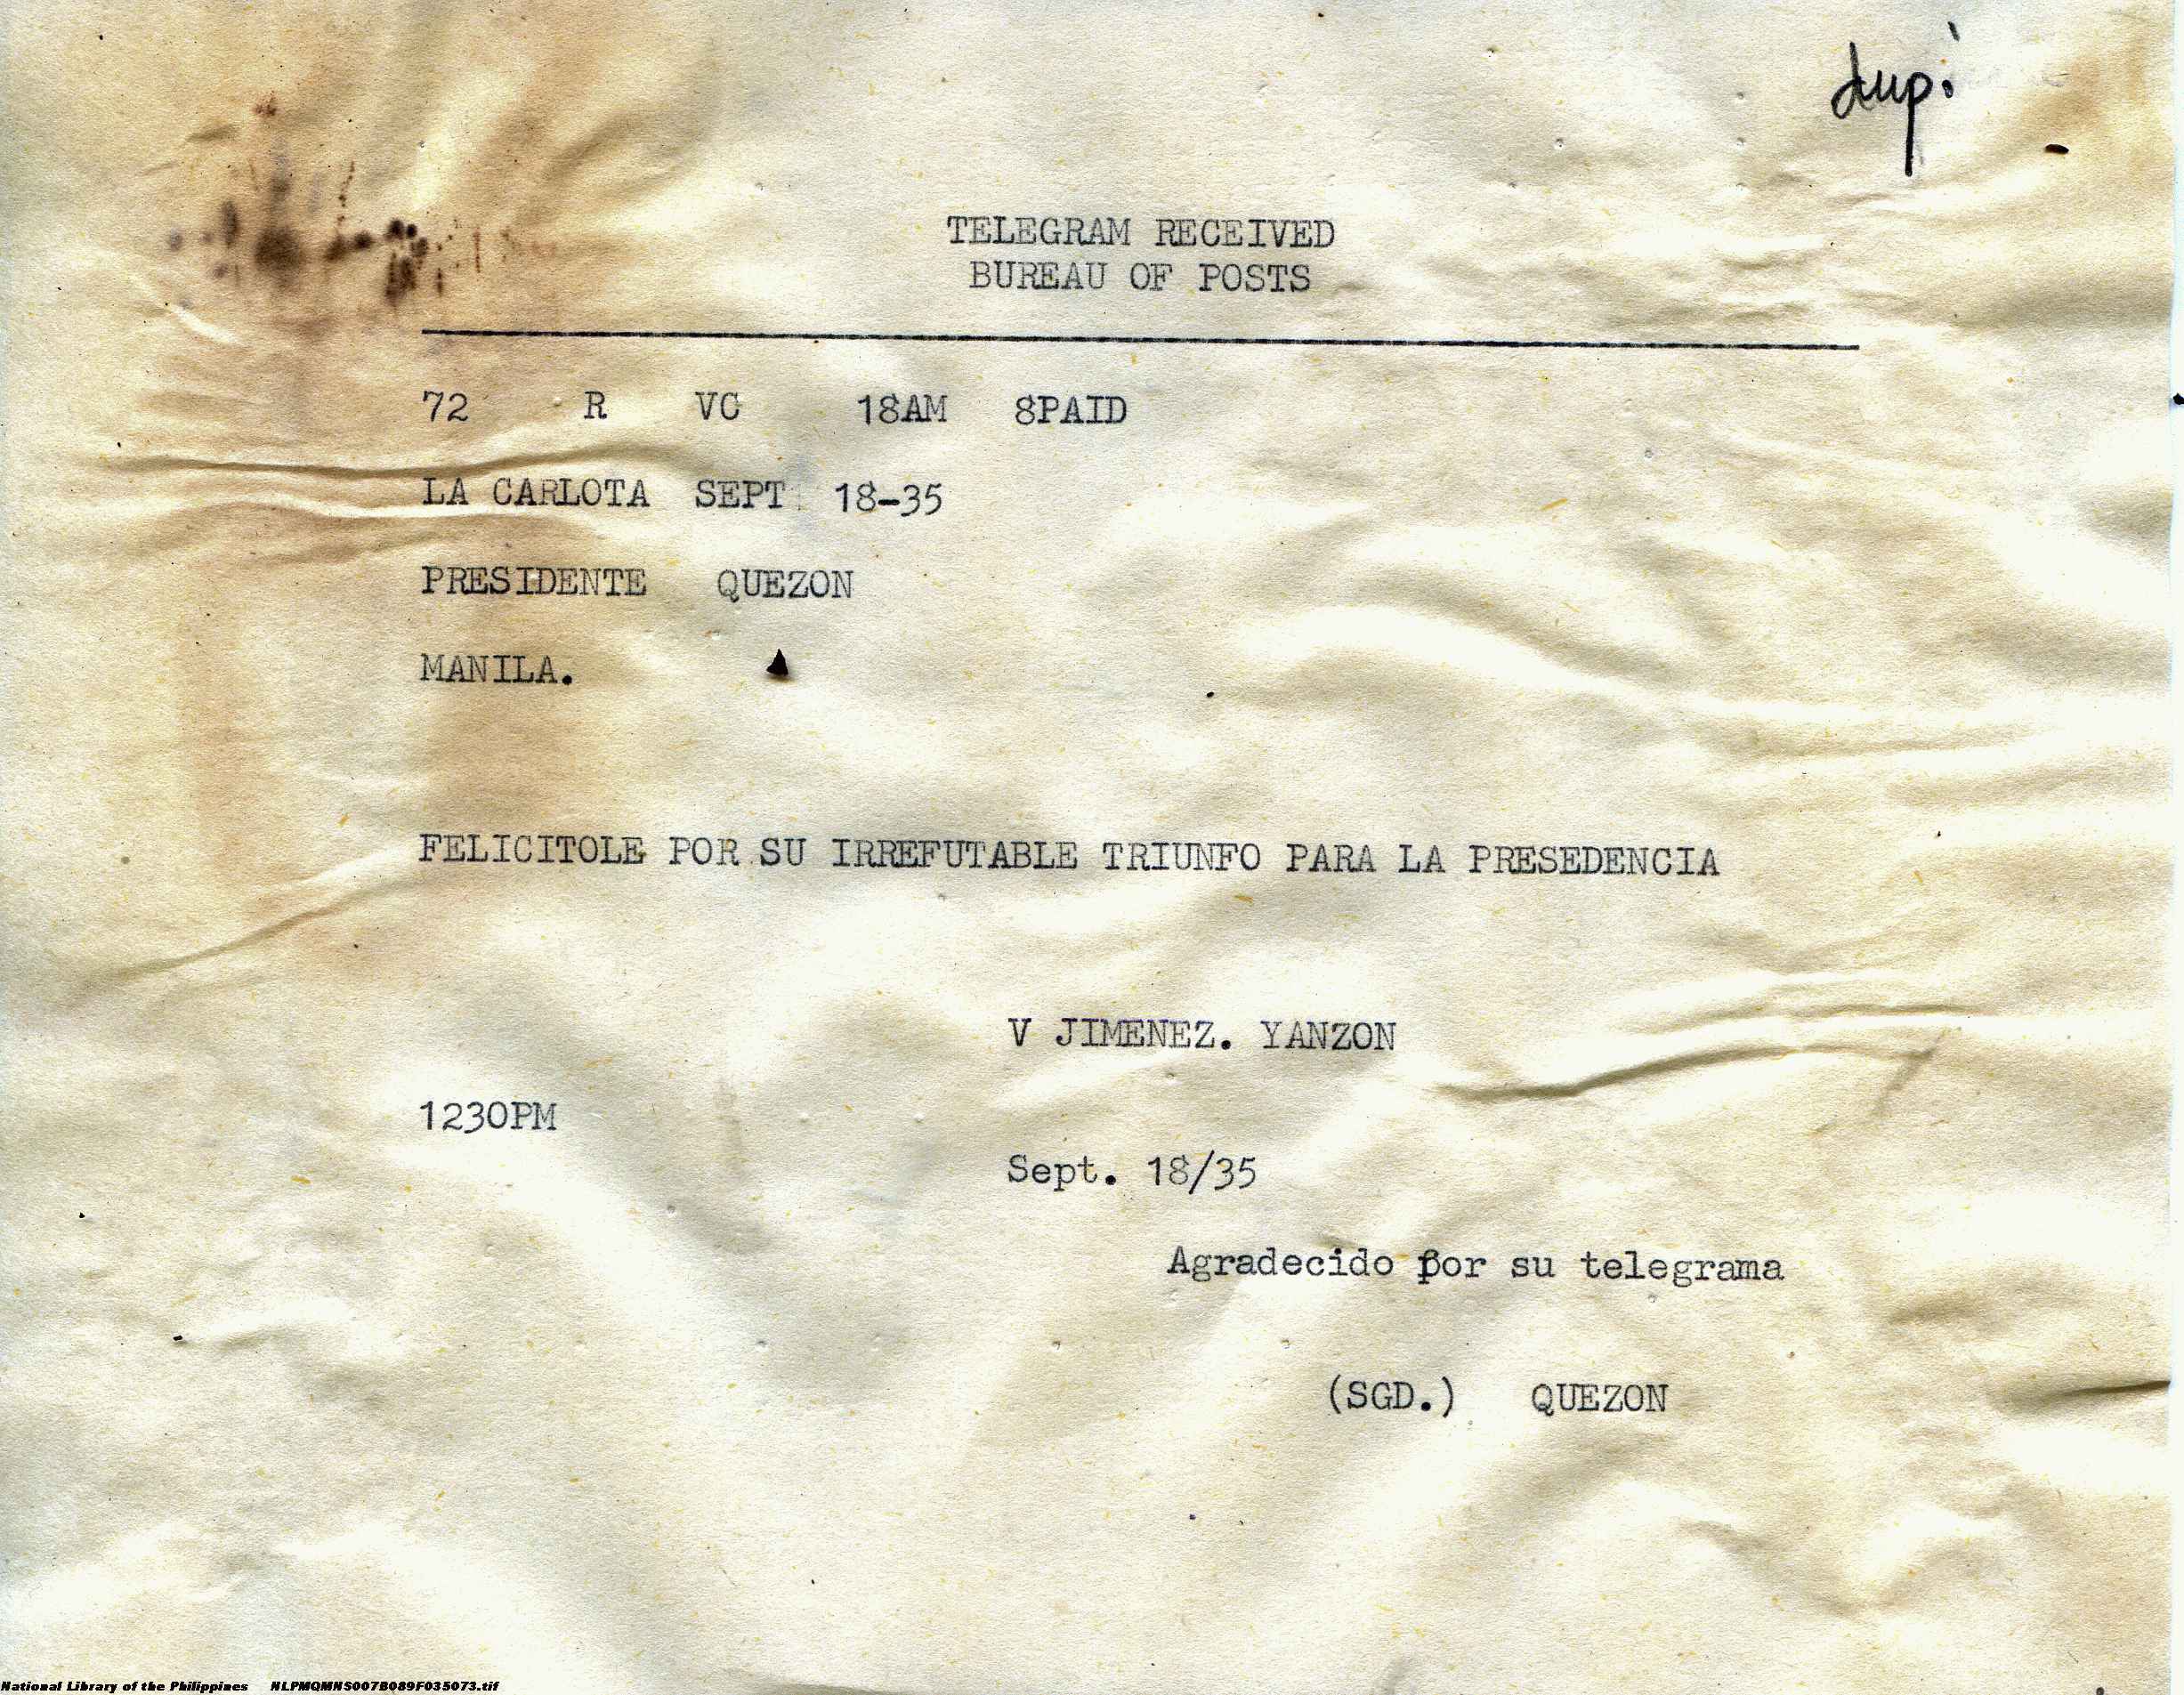 dup.
TELEGRAM RECEIVED
BUREAU OF POSTS
72 R VC 18AM 8PAID
LA CARLOTA SEPT 18-35
PRESIDENTE QUEZON
MANILA.
FELICITOLE POR SU IRREFUTABLE TRIUNFO PARA LA PRESEDENCIA
V JIMENEZ. YANZON
1230PM
Sept. 18/35
Agradecido por su telegrama
(SGD.) QUEZON
National Library of the Philippines NLPMQMNS007B089F035073.tif